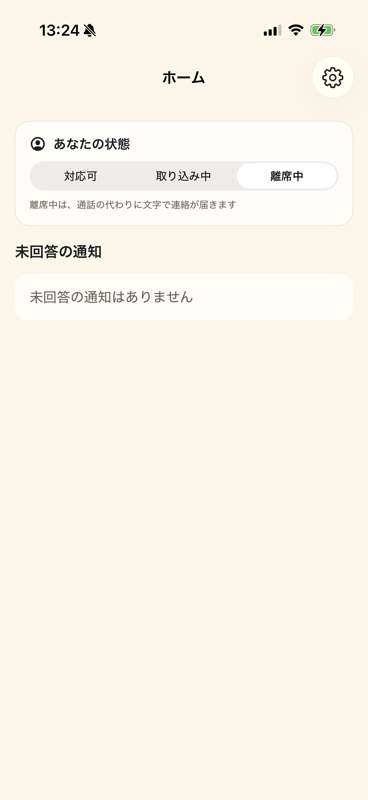 13:24
ホーム
あなたの状態
対応可 取り込み中 離席中
離席中は、通話の代わりに文字で連絡が届きます
未回答の通知
未回答の通知はありません